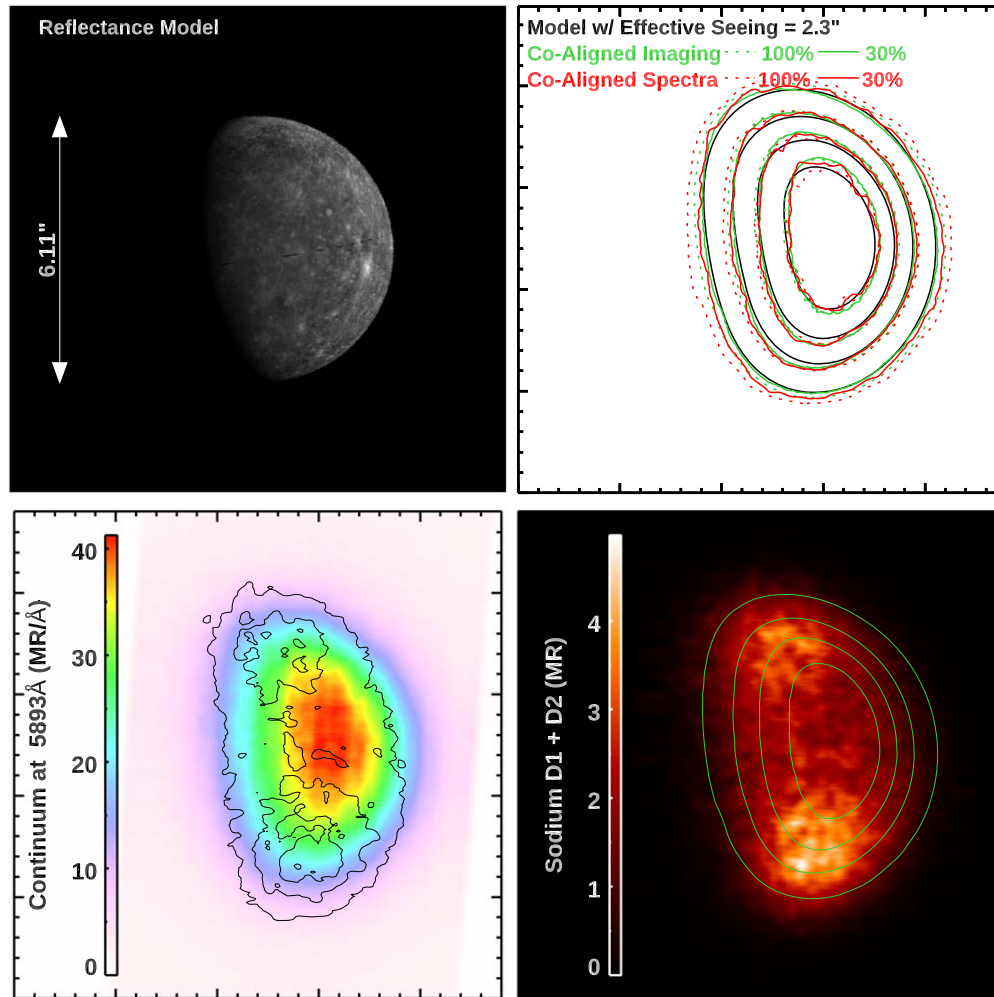 Reflectance Model
6.11"
Model w/ Effective Seeing = 2.3"
Co-Aligned Imaging 100% 30%
Co-Aligned Spectra 100% 30%
Continuum at 5893Å (MR/Å)
40
30
20
10
0
Sodium D1 + D2 (MR)
4
3
2
1
0